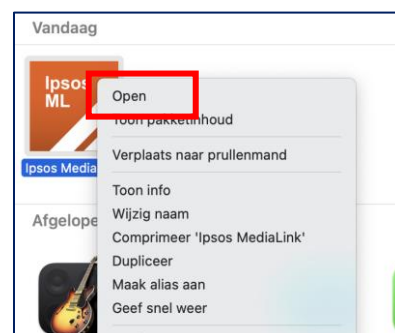 Vandaag
Ipsos
ML
Open
Toon pakketinhoud
Verplaats naar prullenmand
Ipsos Media
Toon info
Wijzig naam
Afgelope
Comprimeer 'Ipsos MediaLink'
Dupliceer
Maak alias aan
Geef snel weer